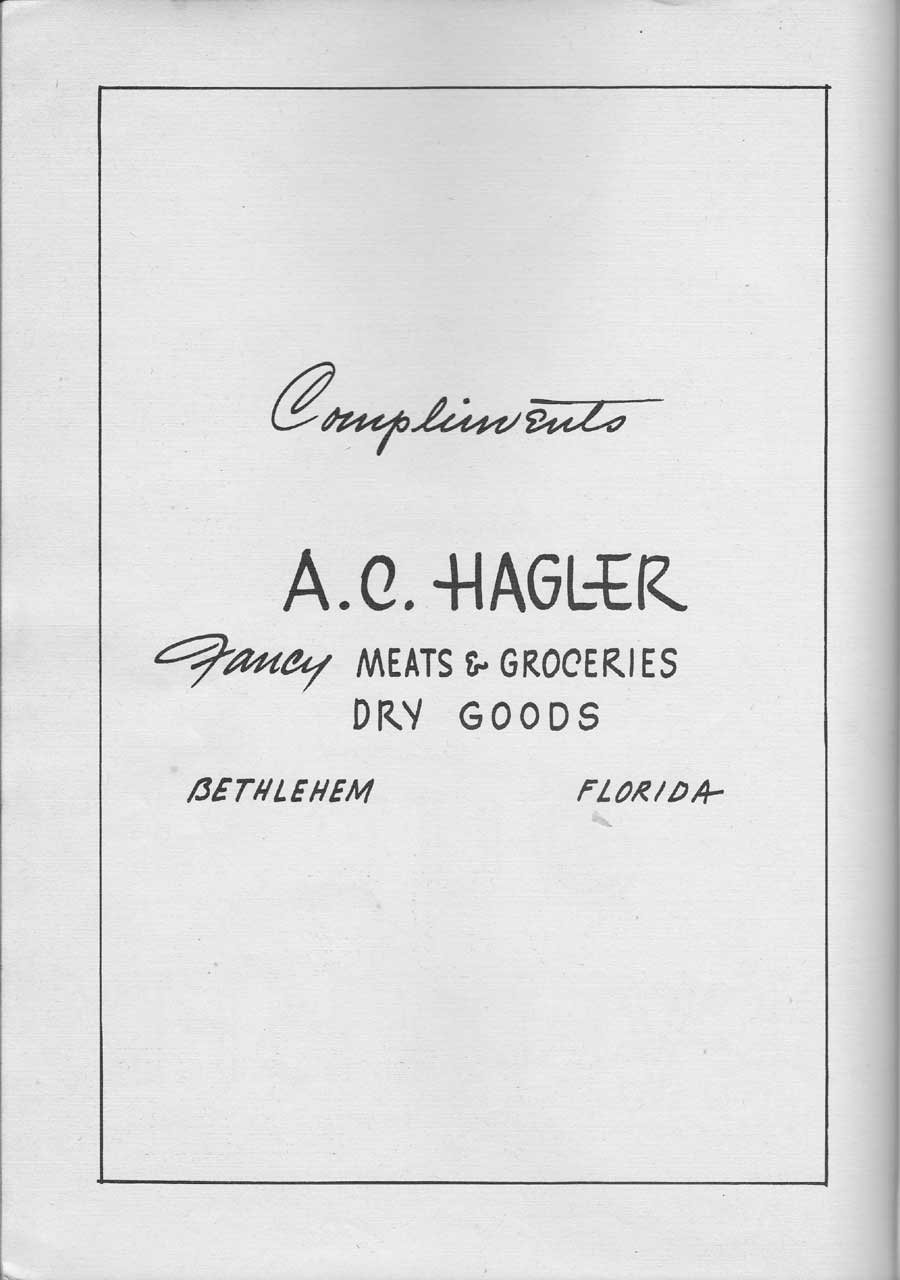 Compliments
A.C. HAGLER
Fancy MEATS & GROCERIES
DRY GOODS
BETHLEHEM FLORIDA